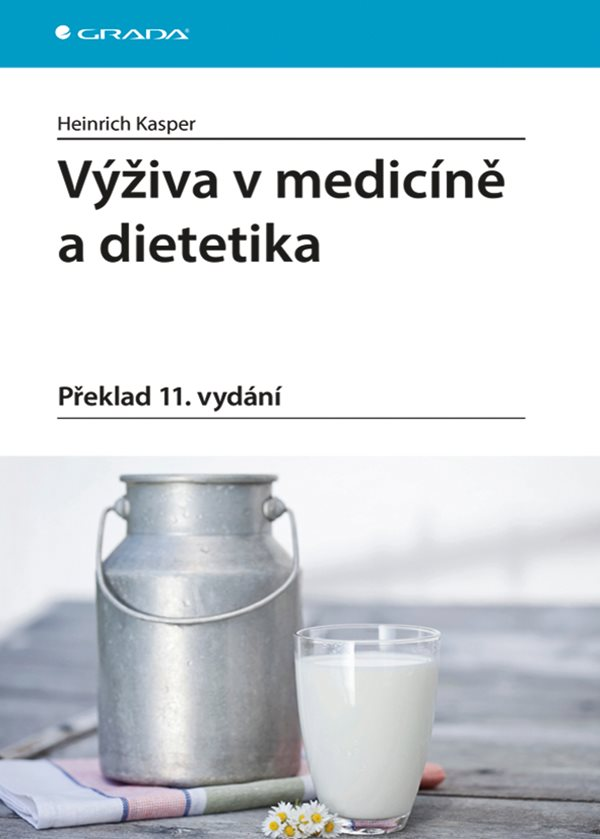 GRADA
Heinrich Kasper
Výživa v medicíně
a dietetika
Překlad 11. vydání